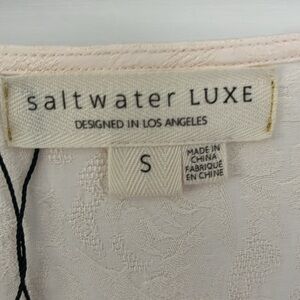 saltwater LUXE
DESIGNED IN LOS ANGELES
S
MADE IN
CHINA
FABRIQUÉ
EN CHINE